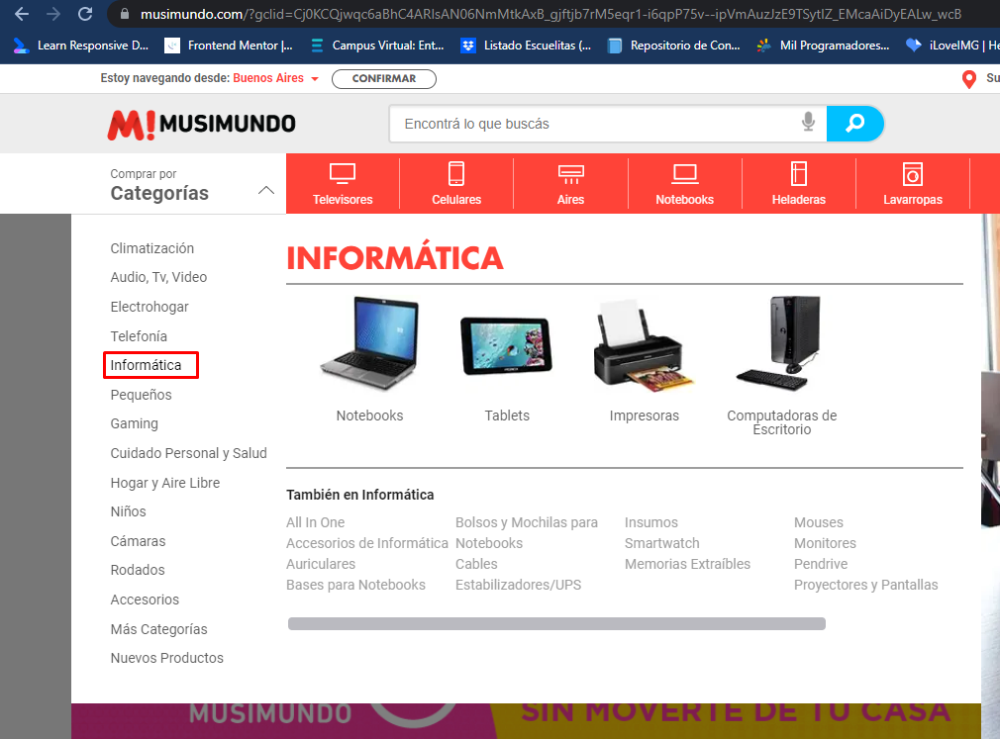 musimundo.com/?gclid=Cj0KCQjwqc6aBhC4ARIsAN06NmMtkAxB_gjftjb7rM5eqr1-i6qpP75v--ipVmAuzJzE9TSytIZ_EMcaAiDyEALw_wcB
Learn Responsive D... Frontend Mentor |... Campus Virtual: Ent... Listado Escuelitas (... Repositorio de Con... Mil Programadores... iLoveIMG | He
Estoy navegando desde: Buenos Aires CONFIRMAR Su
M! MUSIMUNDO Encontrá lo que buscás
Comprar por
Categorías
Televisores Celulares Aires Notebooks Heladeras Lavarropas
Climatización
Audio, Tv, Video
Electrohogar
Telefonía
Informática
Pequeños
Gaming
Cuidado Personal y Salud
Hogar y Aire Libre
Niños
Cámaras
Rodados
Accesorios
Más Categorías
Nuevos Productos
INFORMÁTICA
Notebooks Tablets Impresoras Computadoras de
Escritorio
También en Informática
All In One
Accesorios de Informática
Auriculares
Bases para Notebooks
Bolsos y Mochilas para
Notebooks
Cables
Estabilizadores/UPS
Insumos
Smartwatch
Memorias Extraíbles
Mouses
Monitores
Pendrive
Proyectores y Pantallas
MUSIMUNDO SIN MOVERTE DE TU CASA